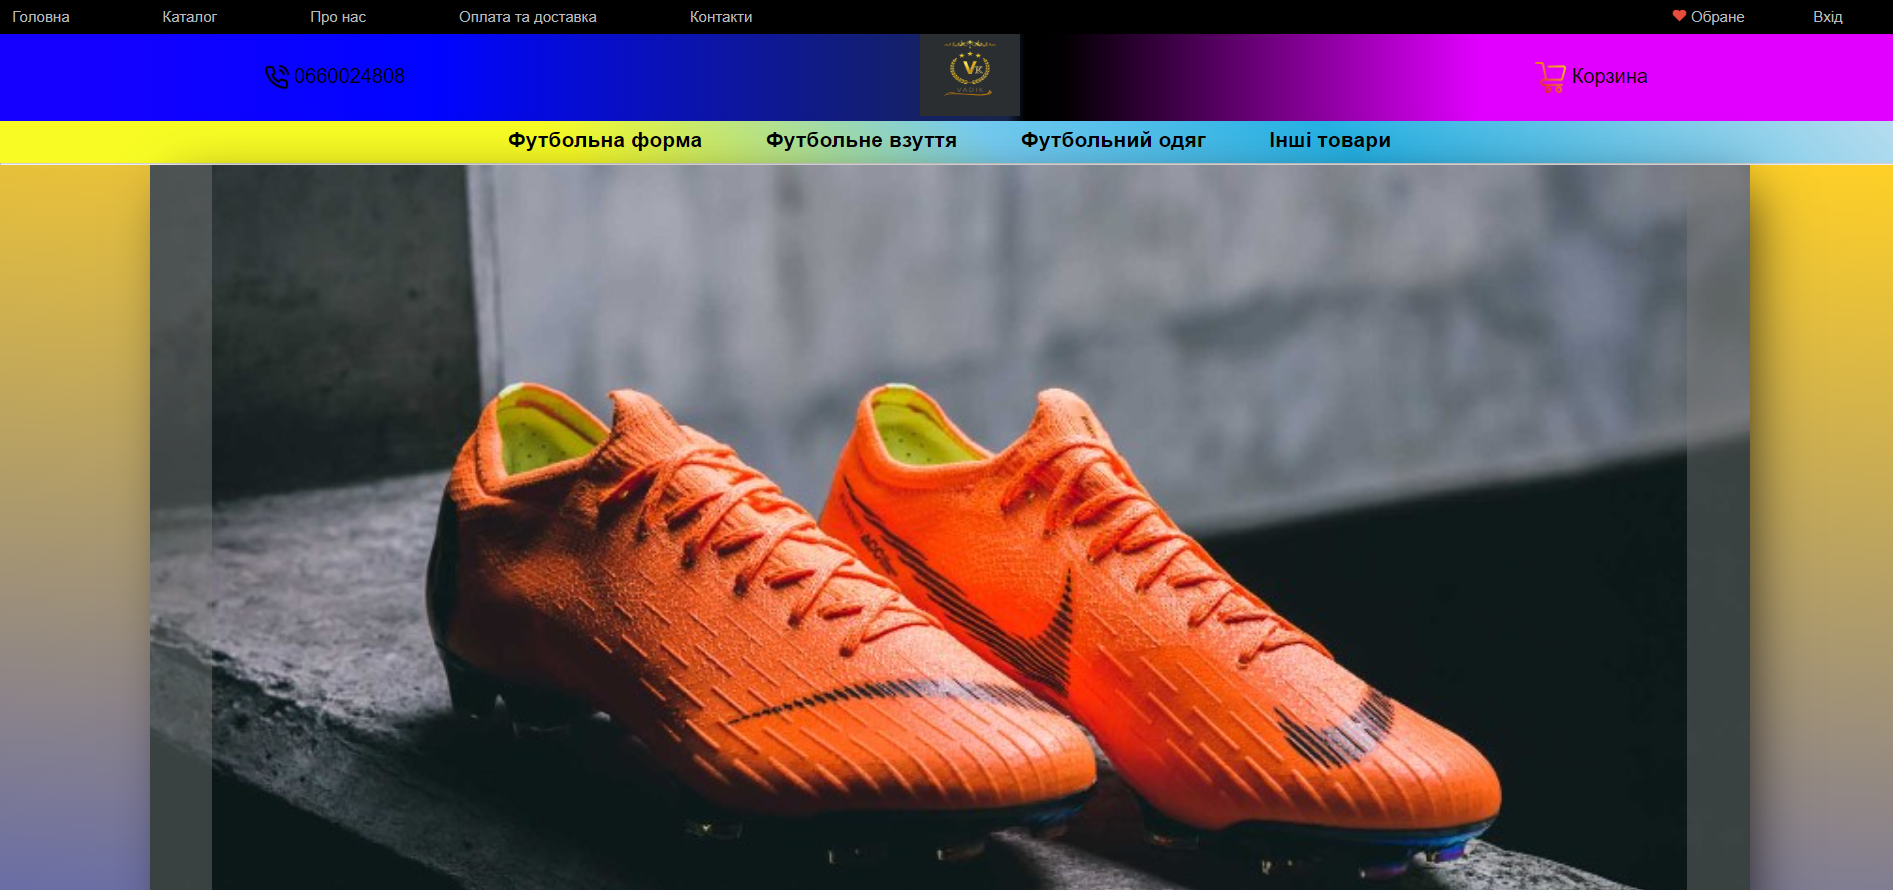 Головна Каталог Про нас Оплата та доставка Контакти Обране Вхід
0660024808
VK
VADIK
Корзина
Футбольна форма Футбольне взуття Футбольний одяг Інші товари